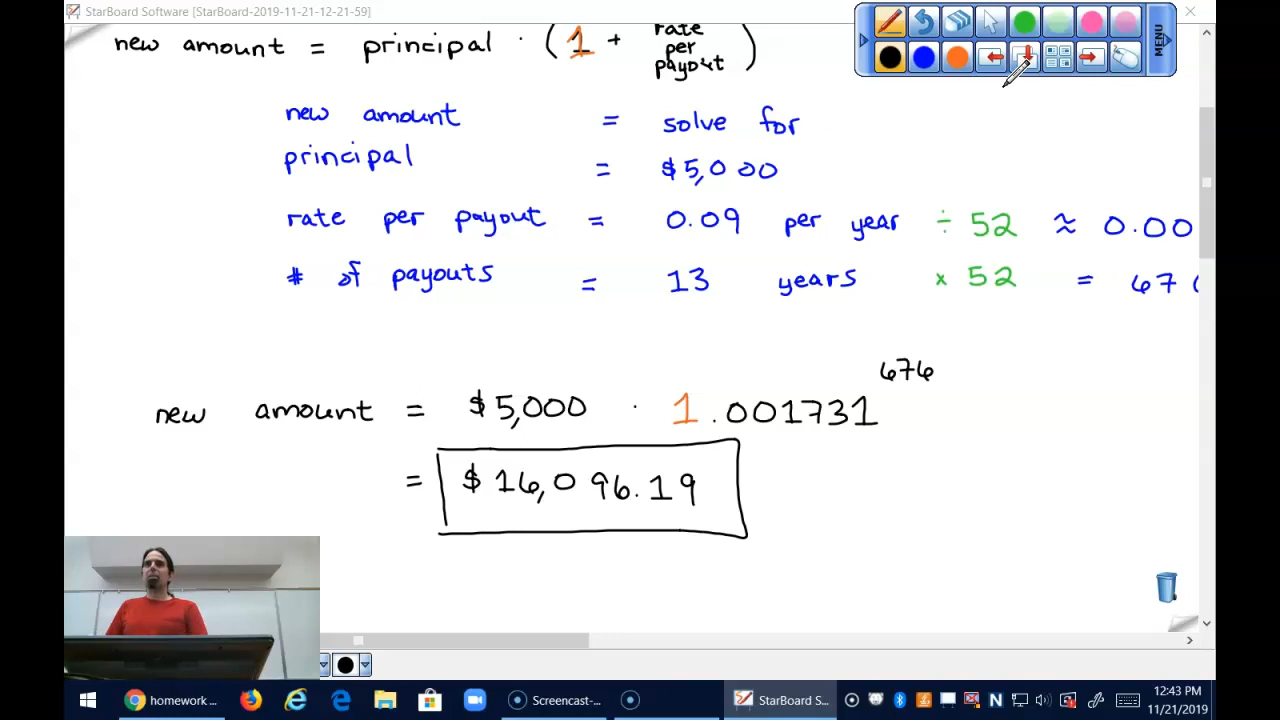 StarBoard Software [StarBoard-2019-11-21-12-21-59]
new amount = principal · (1 + rate per payout)
MENU
new amount = solve for
principal = $5,000
rate per payout = 0.09 per year ÷ 52 ≈ 0.00
# of payouts = 13 years × 52 = 67
new amount = $5,000 · 1.001731^676
= $16,096.19
homework ...
Screencast-...
StarBoard S...
12:43 PM
11/21/2019